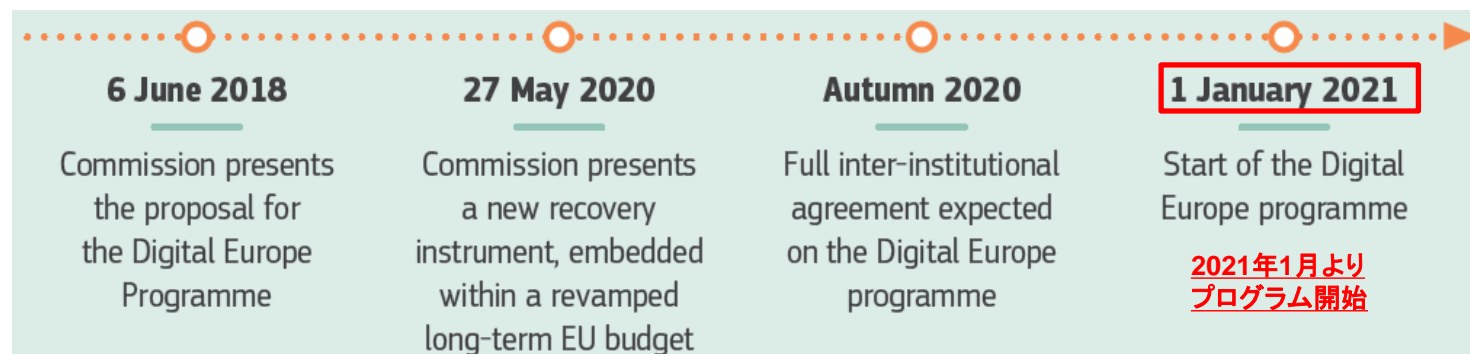 6 June 2018
Commission presents
the proposal for
the Digital Europe
Programme
27 May 2020
Commission presents
a new recovery
instrument, embedded
within a revamped
long-term EU budget
Autumn 2020
Full inter-institutional
agreement expected
on the Digital Europe
programme
1 January 2021
Start of the Digital
Europe programme
2021年1月より
プログラム開始